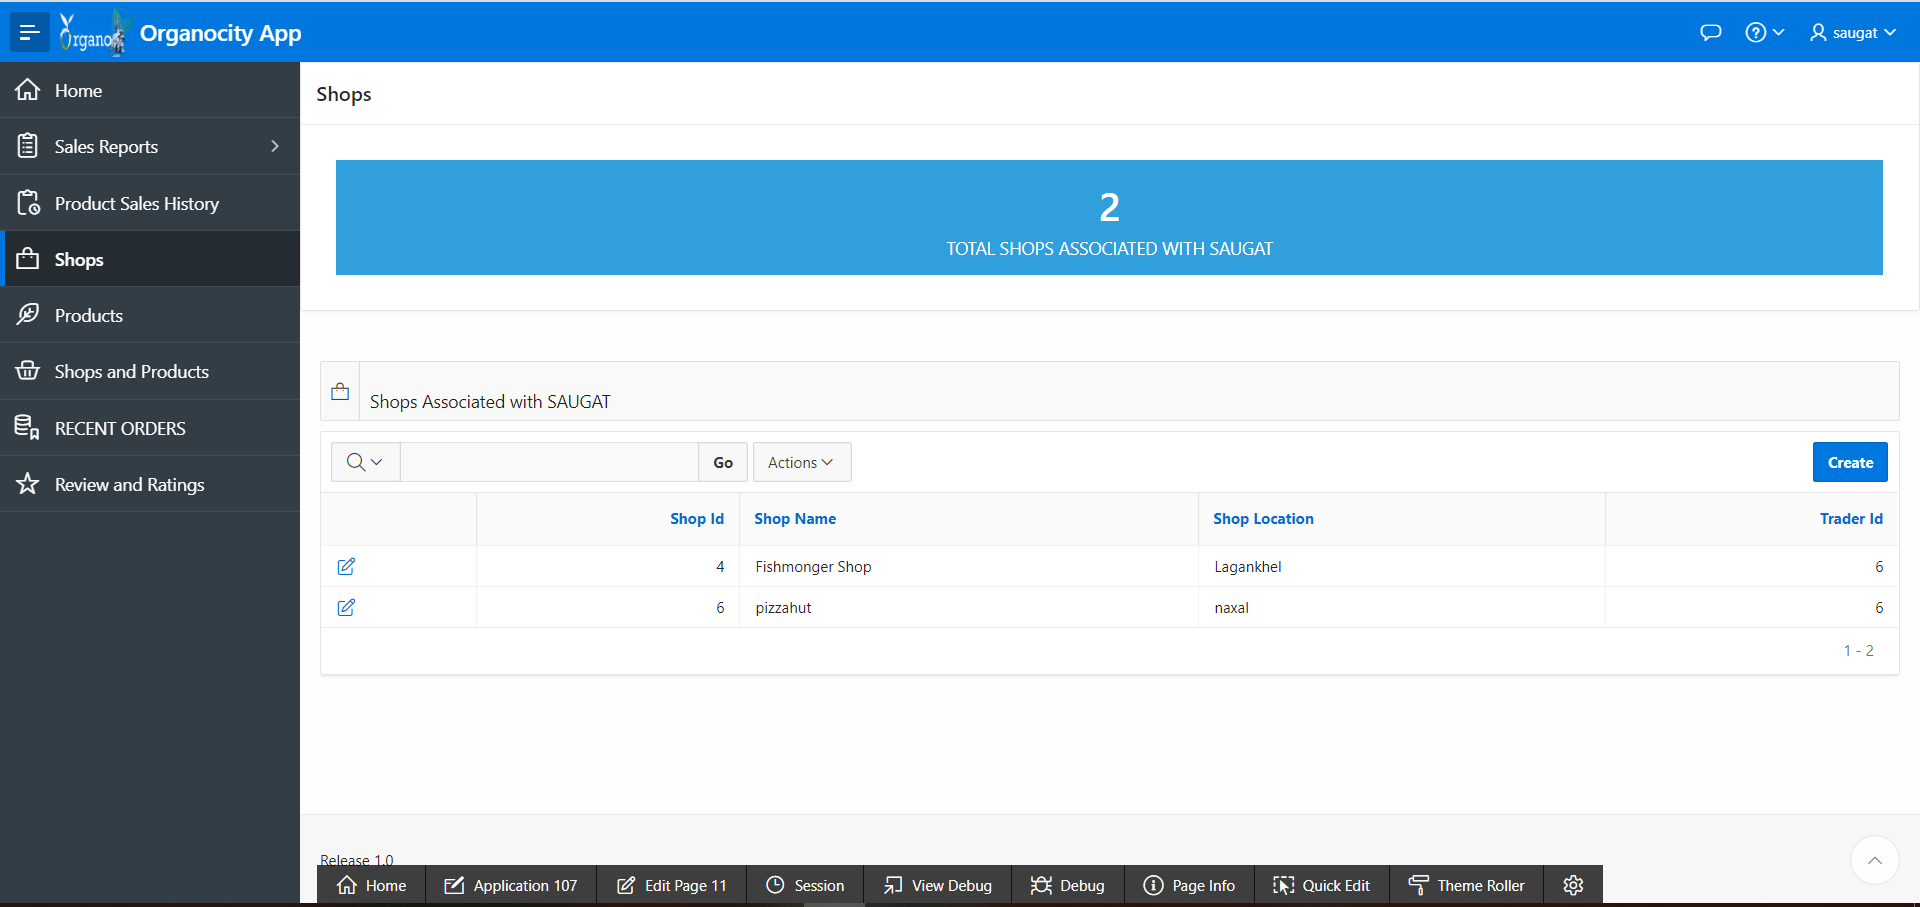 Organo
Organocity App
saugat
Home
Sales Reports
Product Sales History
Shops
Products
Shops and Products
RECENT ORDERS
Review and Ratings
Shops
2
TOTAL SHOPS ASSOCIATED WITH SAUGAT
Shops Associated with SAUGAT
Go
Actions
Create
Shop Id
Shop Name
Shop Location
Trader Id
4
Fishmonger Shop
Lagankhel
6
6
pizzahut
naxal
6
1 - 2
Release 1.0
Home
Application 107
Edit Page 11
Session
View Debug
Debug
Page Info
Quick Edit
Theme Roller